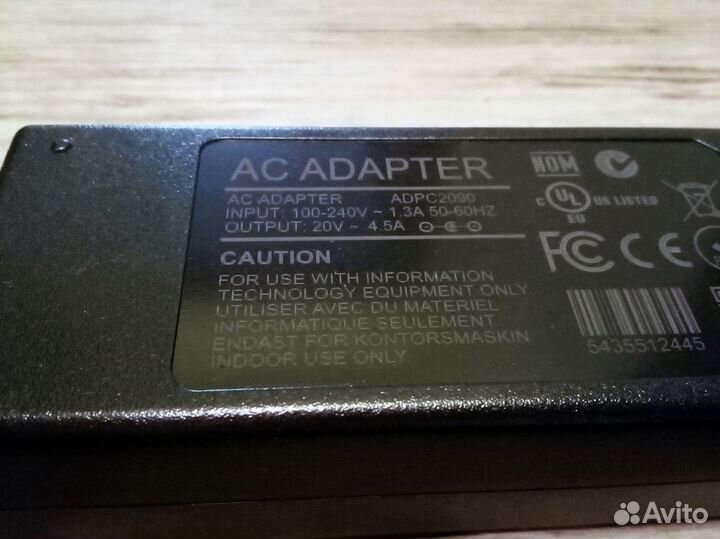 AC ADAPTER
AC ADAPTER ADPC2090
INPUT: 100-240V ~ 1.3A 50-60HZ
OUTPUT: 20V - 4.5A
CAUTION
FOR USE WITH INFORMATION
TECHNOLOGY EQUIPMENT ONLY
UTILISER AVEC DU MATERIEL
INFORMATIQUE SEULEMENT
ENDAST FOR KONTORSMASKIN
INDOOR USE ONLY.
NOM
C UL US LISTED
EU
FC CE
5435512445
Avito